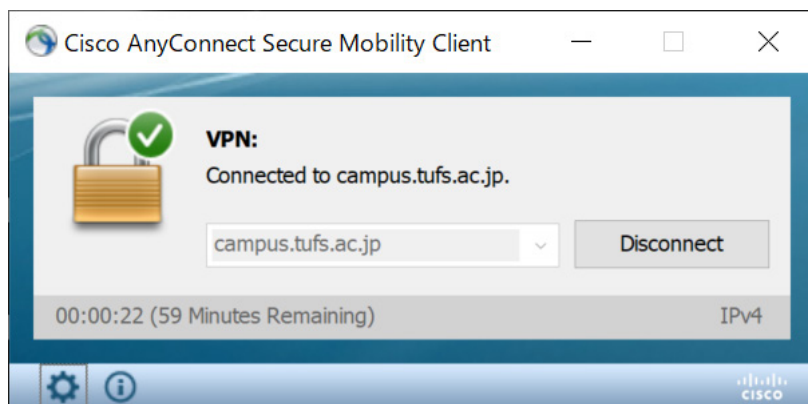 Cisco AnyConnect Secure Mobility Client
VPN:
Connected to campus.tufs.ac.jp.
campus.tufs.ac.jp
Disconnect
00:00:22 (59 Minutes Remaining)
IPv4
cisco